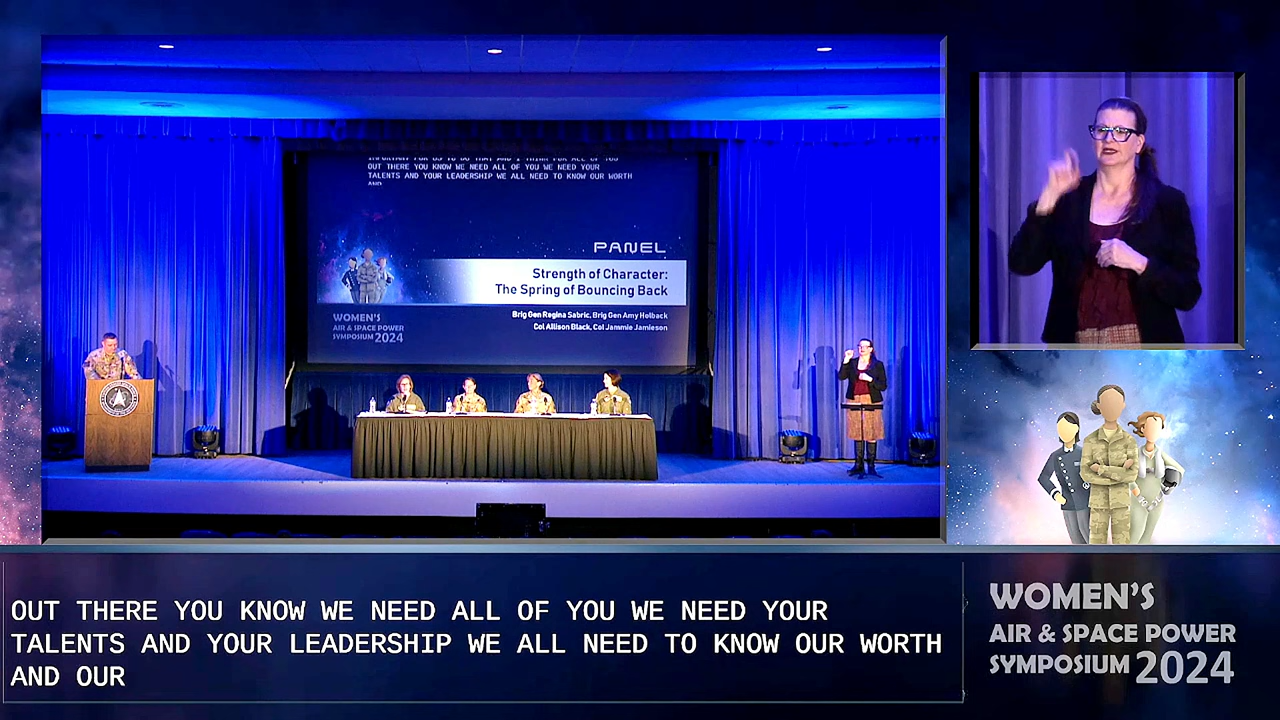 IMPORTANT FOR US TO DO THAT AND I THINK FOR ALL OF YOU
OUT THERE YOU KNOW WE NEED ALL OF YOU WE NEED YOUR
TALENTS AND YOUR LEADERSHIP WE ALL NEED TO KNOW OUR WORTH
AND
PANEL
Strength of Character:
The Spring of Bouncing Back
Brig Gen Regina Sabric, Brig Gen Amy Holback
Col Allison Black, Col Jammie Jamieson
WOMEN'S
AIR & SPACE POWER
SYMPOSIUM 2024
OUT THERE YOU KNOW WE NEED ALL OF YOU WE NEED YOUR
TALENTS AND YOUR LEADERSHIP WE ALL NEED TO KNOW OUR WORTH
AND OUR
WOMEN'S
AIR & SPACE POWER
SYMPOSIUM 2024